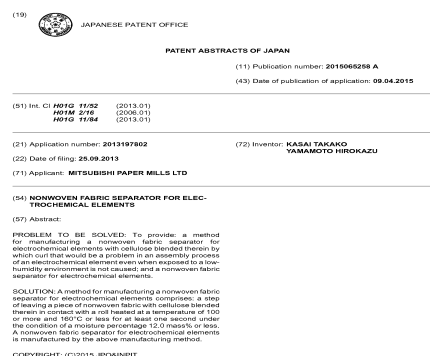 (19)
JAPANESE PATENT OFFICE
PATENT ABSTRACTS OF JAPAN
(11) Publication number: 2015065258 A
(43) Date of publication of application: 09.04.2015
(51) Int. Cl H01G 11/52 (2013.01)
H01M 2/16 (2006.01)
H01G 11/84 (2013.01)
(21) Application number: 2013197802
(72) Inventor: KASAI TAKAKO
YAMAMOTO HIROKAZU
(22) Date of filing: 25.09.2013
(71) Applicant: MITSUBISHI PAPER MILLS LTD
(54) NONWOVEN FABRIC SEPARATOR FOR ELEC-
TROCHEMICAL ELEMENTS
(57) Abstract:
PROBLEM TO BE SOLVED: To provide: a method
for manufacturing a nonwoven fabric separator for
electrochemical elements with cellulose blended therein by
which curl that would be a problem in an assembly process
of an electrochemical element even when exposed to a low-
humidity environment is not caused; and a nonwoven fabric
separator for electrochemical elements.
SOLUTION: A method for manufacturing a nonwoven fabric
separator for electrochemical elements comprises: a step
of leaving a piece of nonwoven fabric with cellulose blended
therein in contact with a roll heated at a temperature of 100
or more and 160°C or less for at least one second under
the condition of a moisture percentage 12.0 mass% or less.
A nonwoven fabric separator for electrochemical elements
is manufactured by the above manufacturing method.
COPYRIGHT: (C)2015,JPO&INPIT